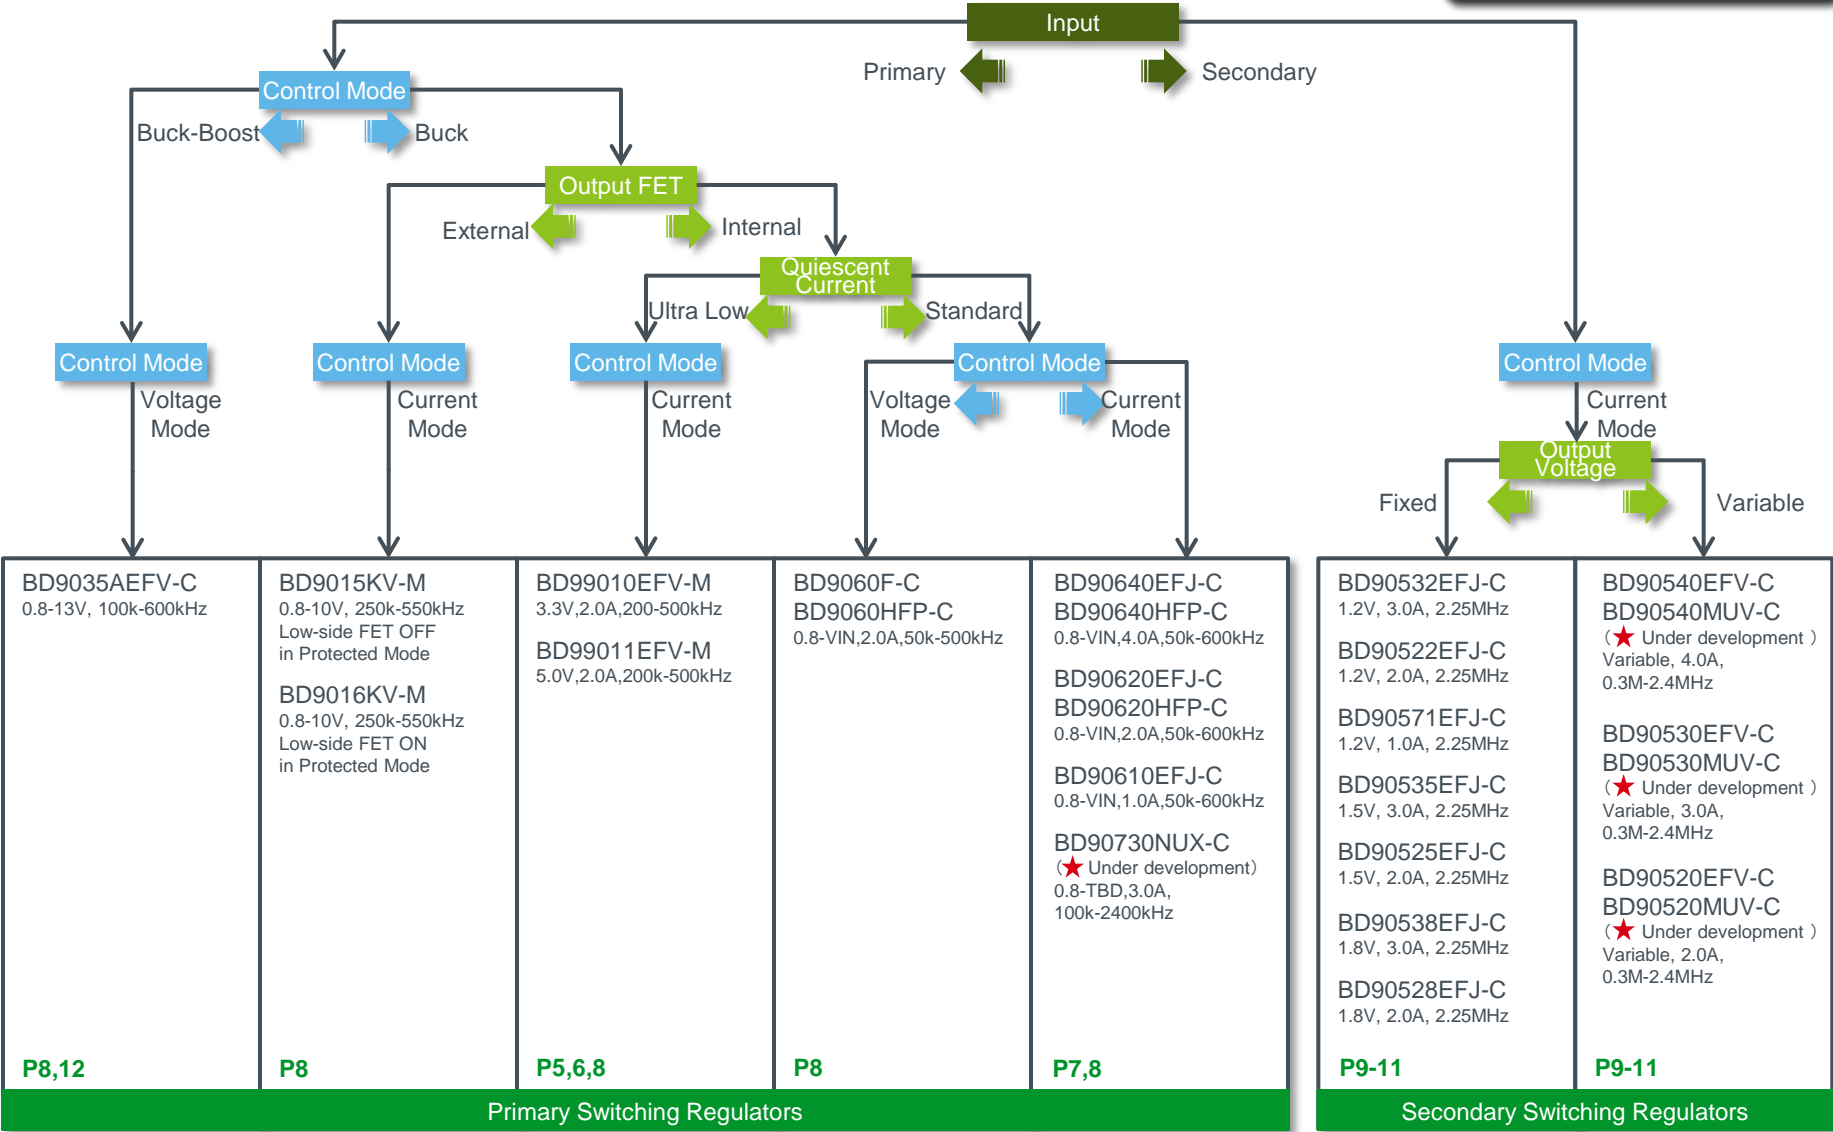 Input
Primary
Secondary
Control Mode
Buck-Boost
Buck
Output FET
External
Internal
Quiescent
Current
Ultra Low
Standard
Control Mode
Voltage
Mode
Control Mode
Current
Mode
Control Mode
Current
Mode
Control Mode
Voltage
Mode
Current
Mode
Control Mode
Current
Mode
Output
Voltage
Fixed
Variable
BD9035AEFV-C
0.8-13V, 100k-600kHz
P8,12
BD9015KV-M
0.8-10V, 250k-550kHz
Low-side FET OFF
in Protected Mode
BD9016KV-M
0.8-10V, 250k-550kHz
Low-side FET ON
in Protected Mode
P8
BD99010EFV-M
3.3V,2.0A,200-500kHz
BD99011EFV-M
5.0V,2.0A,200k-500kHz
P5,6,8
BD9060F-C
BD9060HFP-C
0.8-VIN,2.0A,50k-500kHz
P8
BD90640EFJ-C
BD90640HFP-C
0.8-VIN,4.0A,50k-600kHz
BD90620EFJ-C
BD90620HFP-C
0.8-VIN,2.0A,50k-600kHz
BD90610EFJ-C
0.8-VIN,1.0A,50k-600kHz
BD90730NUX-C
(★ Under development)
0.8-TBD,3.0A,
100k-2400kHz
P7,8
Primary Switching Regulators
BD90532EFJ-C
1.2V, 3.0A, 2.25MHz
BD90522EFJ-C
1.2V, 2.0A, 2.25MHz
BD90571EFJ-C
1.2V, 1.0A, 2.25MHz
BD90535EFJ-C
1.5V, 3.0A, 2.25MHz
BD90525EFJ-C
1.5V, 2.0A, 2.25MHz
BD90538EFJ-C
1.8V, 3.0A, 2.25MHz
BD90528EFJ-C
1.8V, 2.0A, 2.25MHz
P9-11
BD90540EFV-C
BD90540MUV-C
(★ Under development )
Variable, 4.0A,
0.3M-2.4MHz
BD90530EFV-C
BD90530MUV-C
(★ Under development )
Variable, 3.0A,
0.3M-2.4MHz
BD90520EFV-C
BD90520MUV-C
(★ Under development )
Variable, 2.0A,
0.3M-2.4MHz
P9-11
Secondary Switching Regulators